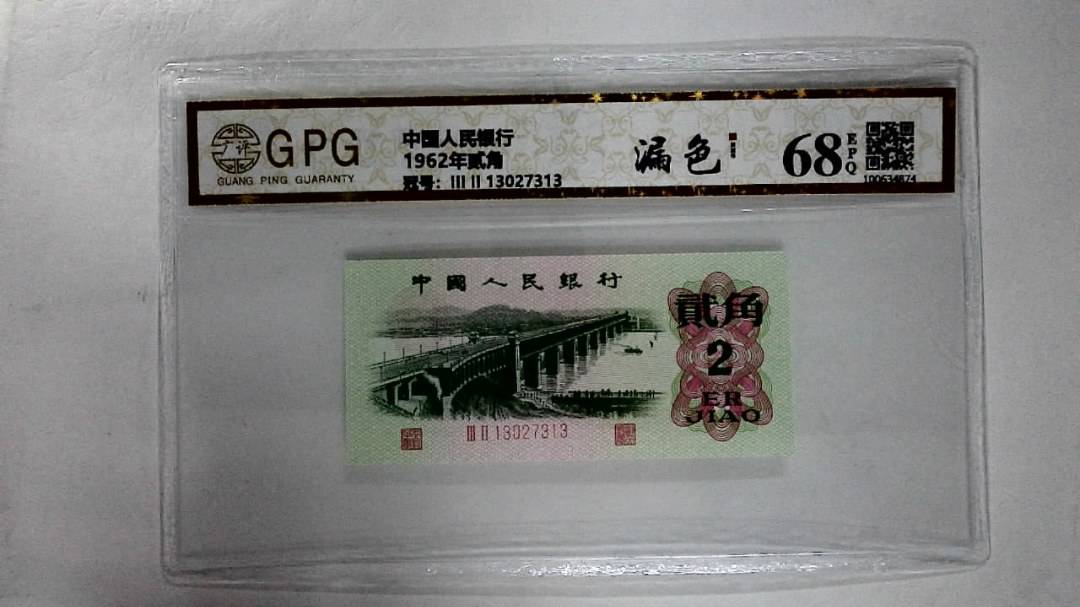 广评
GPG
GUANG PING GUARANTY
中国人民银行
1962年贰角
冠号: III II 13027313
漏色
68
EPQ
100634874
中國人民銀行
貳角
2
ER
JIAO
III II 13027313